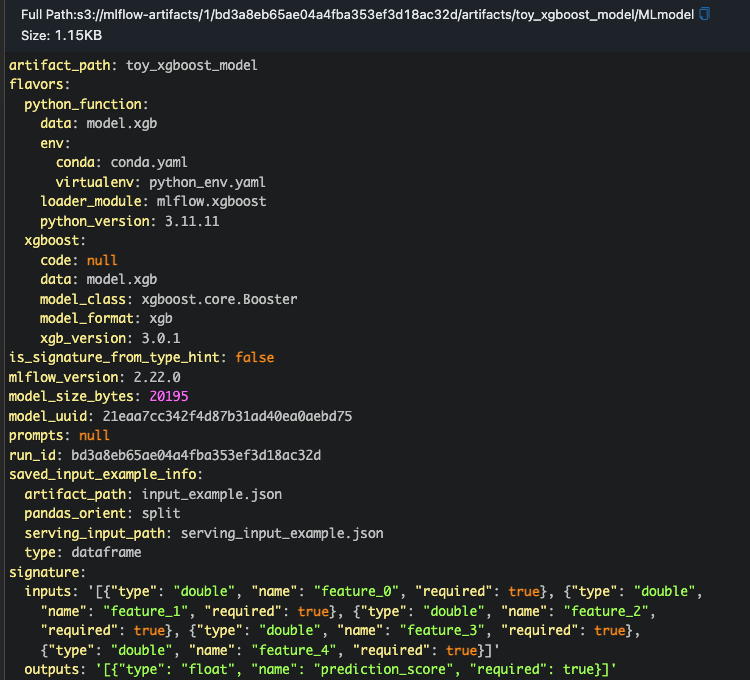 Full Path:s3://mlflow-artifacts/1/bd3a8eb65ae04a4fba353ef3d18ac32d/artifacts/toy_xgboost_model/MLmodel
Size: 1.15KB
artifact_path: toy_xgboost_model
flavors:
  python_function:
    data: model.xgb
    env:
      conda: conda.yaml
      virtualenv: python_env.yaml
    loader_module: mlflow.xgboost
    python_version: 3.11.11
  xgboost:
    code: null
    data: model.xgb
    model_class: xgboost.core.Booster
    model_format: xgb
    xgb_version: 3.0.1
is_signature_from_type_hint: false
mlflow_version: 2.22.0
model_size_bytes: 20195
model_uuid: 21eaa7cc342f4d87b31ad40ea0aebd75
prompts: null
run_id: bd3a8eb65ae04a4fba353ef3d18ac32d
saved_input_example_info:
  artifact_path: input_example.json
  pandas_orient: split
  serving_input_path: serving_input_example.json
  type: dataframe
signature:
  inputs: '[{"type": "double", "name": "feature_0", "required": true}, {"type": "double",
    "name": "feature_1", "required": true}, {"type": "double", "name": "feature_2",
    "required": true}, {"type": "double", "name": "feature_3", "required": true},
    {"type": "double", "name": "feature_4", "required": true}]'
  outputs: '[{"type": "float", "name": "prediction_score", "required": true}]'